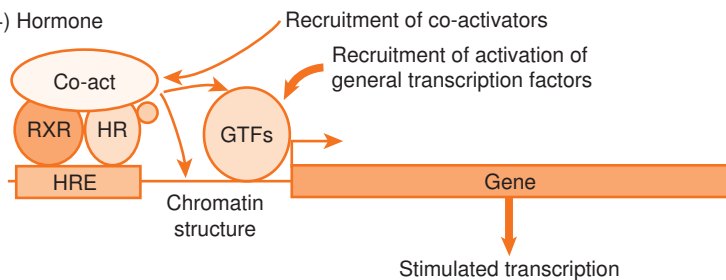 ) Hormone
Recruitment of co-activators
Recruitment of activation of
general transcription factors
Co-act
RXR
HR
GTFs
HRE
Gene
Chromatin
structure
Stimulated transcription